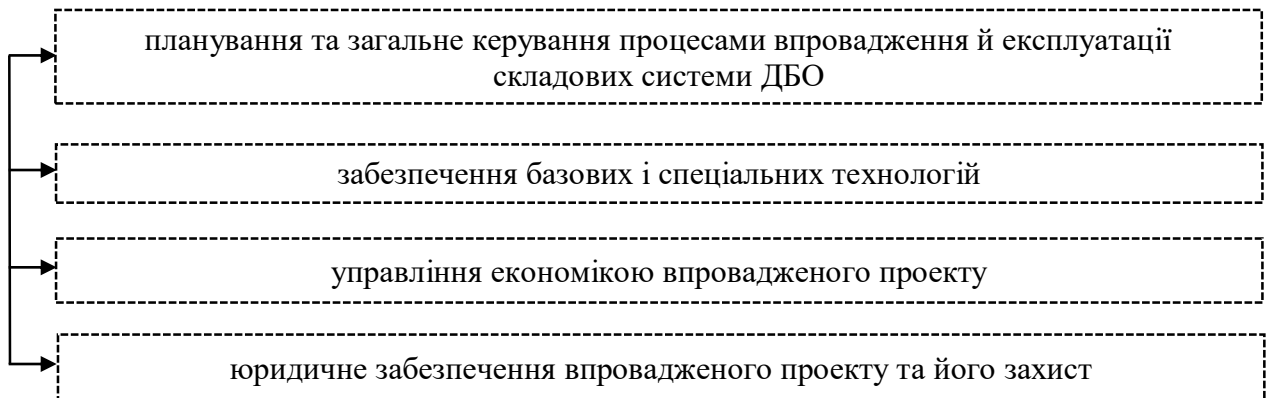 планування та загальне керування процесами впровадження й експлуатації
складових системи ДБО
забезпечення базових і спеціальних технологій
управління економікою впровадженого проекту
юридичне забезпечення впровадженого проекту та його захист